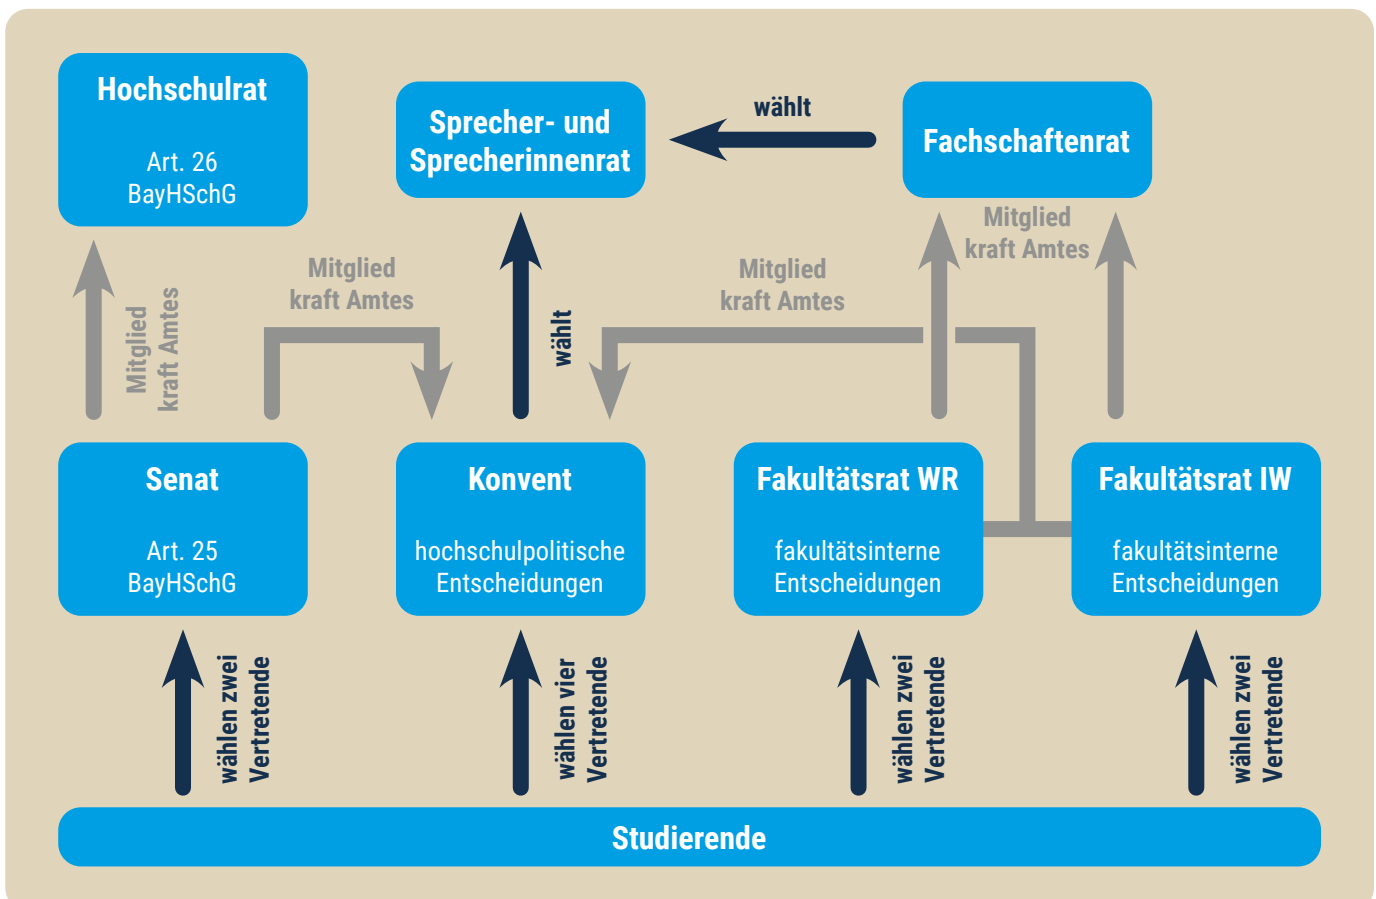 Hochschulrat
Art. 26
BayHSchG
Sprecher- und
Sprecherinnenrat
wählt
Fachschaftenrat
Mitglied
kraft Amtes
Mitglied
kraft Amtes
wählt
Mitglied
kraft Amtes
Mitglied
kraft Amtes
Senat
Art. 25
BayHSchG
Konvent
hochschulpolitische
Entscheidungen
Fakultätsrat WR
fakultätsinterne
Entscheidungen
Fakultätsrat IW
fakultätsinterne
Entscheidungen
wählen zwei
Vertretende
wählen vier
Vertretende
wählen zwei
Vertretende
wählen zwei
Vertretende
Studierende